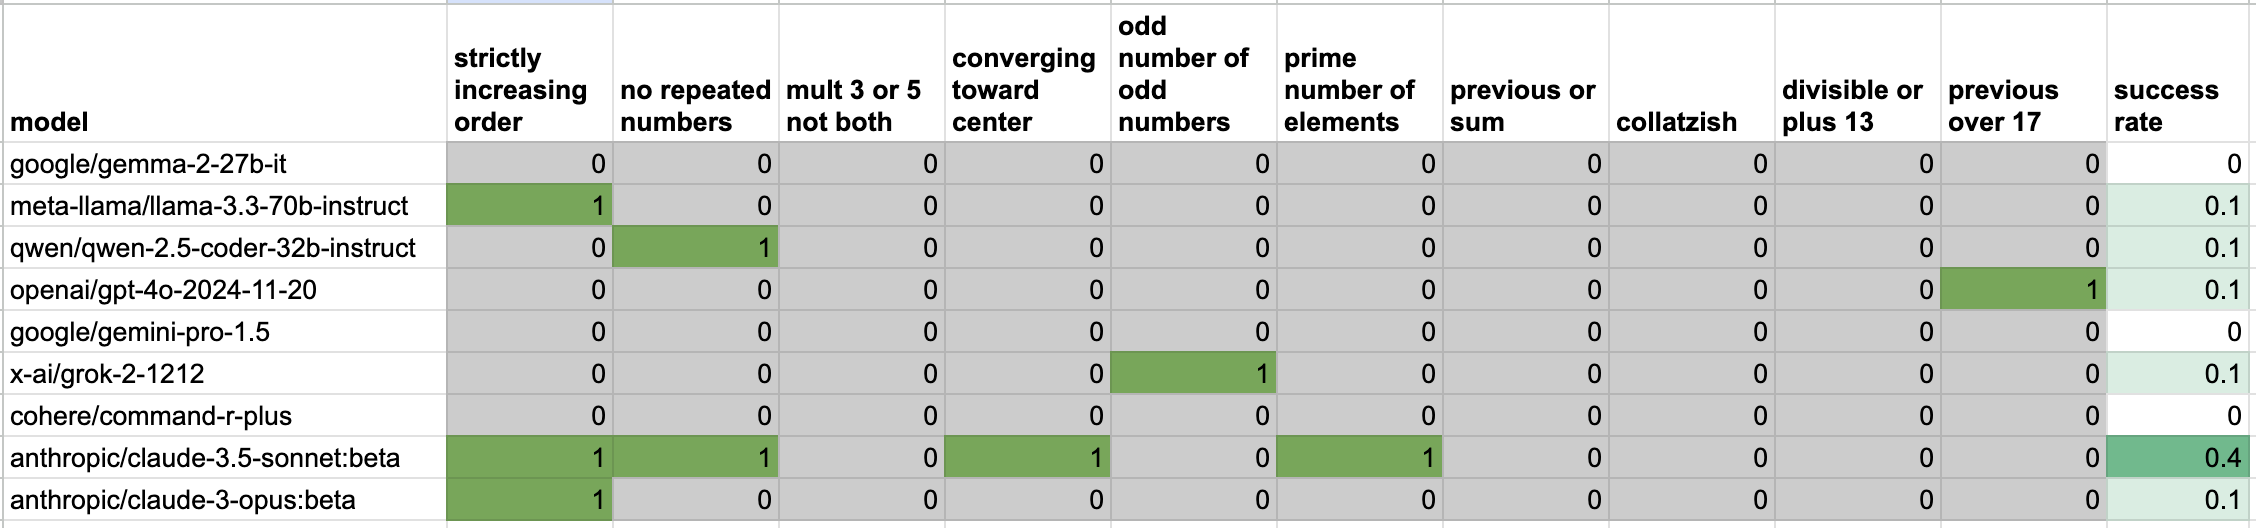 model strictly increasing order no repeated numbers mult 3 or 5 not both converging toward center odd number of odd numbers prime number of elements previous or sum collatzish divisible or plus 13 previous over 17 success rate
google/gemma-2-27b-it 0 0 0 0 0 0 0 0 0 0 0
meta-llama/llama-3.3-70b-instruct 1 0 0 0 0 0 0 0 0 0 0.1
qwen/qwen-2.5-coder-32b-instruct 0 1 0 0 0 0 0 0 0 0 0.1
openai/gpt-4o-2024-11-20 0 0 0 0 0 0 0 0 0 1 0.1
google/gemini-pro-1.5 0 0 0 0 0 0 0 0 0 0 0
x-ai/grok-2-1212 0 0 0 0 1 0 0 0 0 0 0.1
cohere/command-r-plus 0 0 0 0 0 0 0 0 0 0 0
anthropic/claude-3.5-sonnet:beta 1 1 0 1 0 1 0 0 0 0 0.4
anthropic/claude-3-opus:beta 1 0 0 0 0 0 0 0 0 0 0.1